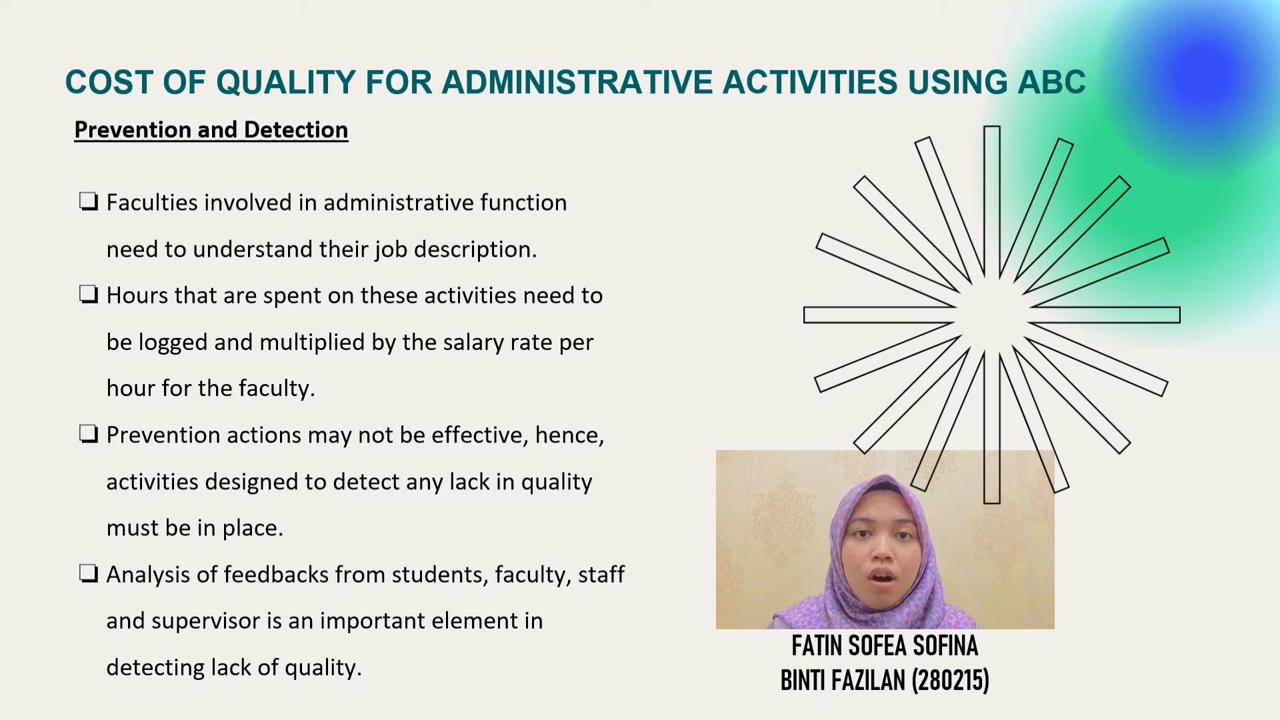 COST OF QUALITY FOR ADMINISTRATIVE ACTIVITIES USING ABC
Prevention and Detection
❏ Faculties involved in administrative function
need to understand their job description.
❏ Hours that are spent on these activities need to
be logged and multiplied by the salary rate per
hour for the faculty.
❏ Prevention actions may not be effective, hence,
activities designed to detect any lack in quality
must be in place.
❏ Analysis of feedbacks from students, faculty, staff
and supervisor is an important element in
detecting lack of quality.
FATIN SOFEA SOFINA
BINTI FAZILAN (280215)